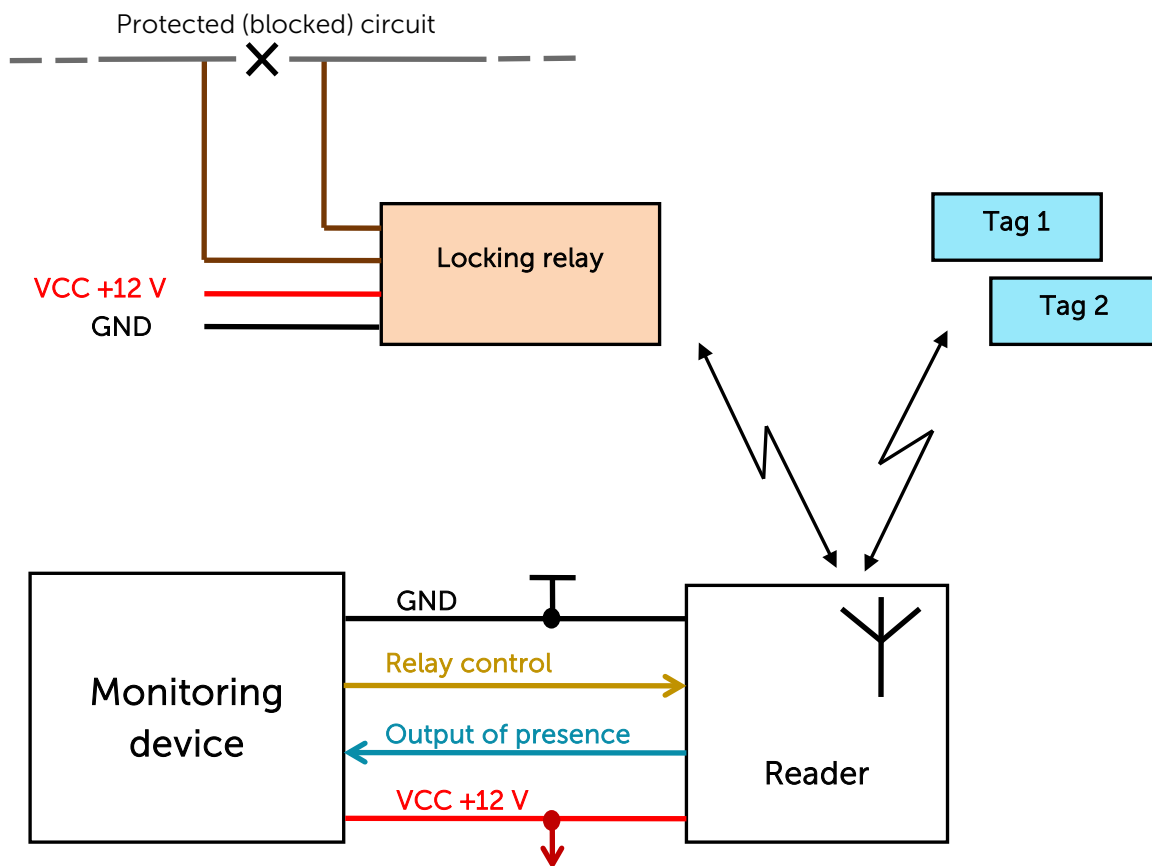 Protected (blocked) circuit
Locking relay
VCC +12 V
GND
Tag 1
Tag 2
Monitoring
device
GND
Relay control
Output of presence
VCC +12 V
Reader